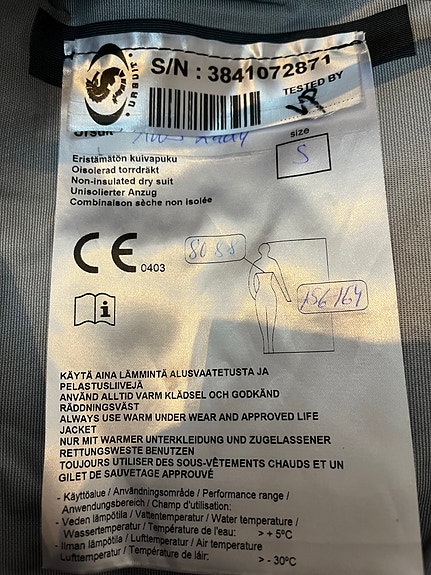 URSUIT
S/N : 3841072871
TESTED BY
size
S
Eristämätön kuivapuku
Oisolerad torrdräkt
Non-insulated dry suit
Unisolierter Anzug
Combinaison sèche non isolée
CE 0403
80 88
156-164
i
KÄYTÄ AINA LÄMMINTÄ ALUSVAATETUSTA JA
PELASTUSLIIVEJÄ
ANVÄND ALLTID VARM KLÄDSEL OCH GODKÄND
RÄDDNINGSVÄST
ALWAYS USE WARM UNDER WEAR AND APPROVED LIFE
JACKET
NUR MIT WARMER UNTERKLEIDUNG UND ZUGELASSENER
RETTUNGSWESTE BENUTZEN
TOUJOURS UTILISER DES SOUS-VÊTEMENTS CHAUDS ET UN
GILET DE SAUVETAGE APPROUVÉ
- Käyttöalue / Användningsområde / Performance range /
Anwendungsbereich / Champ d'utilisation:
- Veden lämpötila / Vattentemperatur / Water temperature /
Wassertemperatur / Température de l'eau: > + 5ºC
- Ilman lämpötila / Lufttemperatur / Air temperature
Lufttemperatur / Température de láir: > - 30ºC